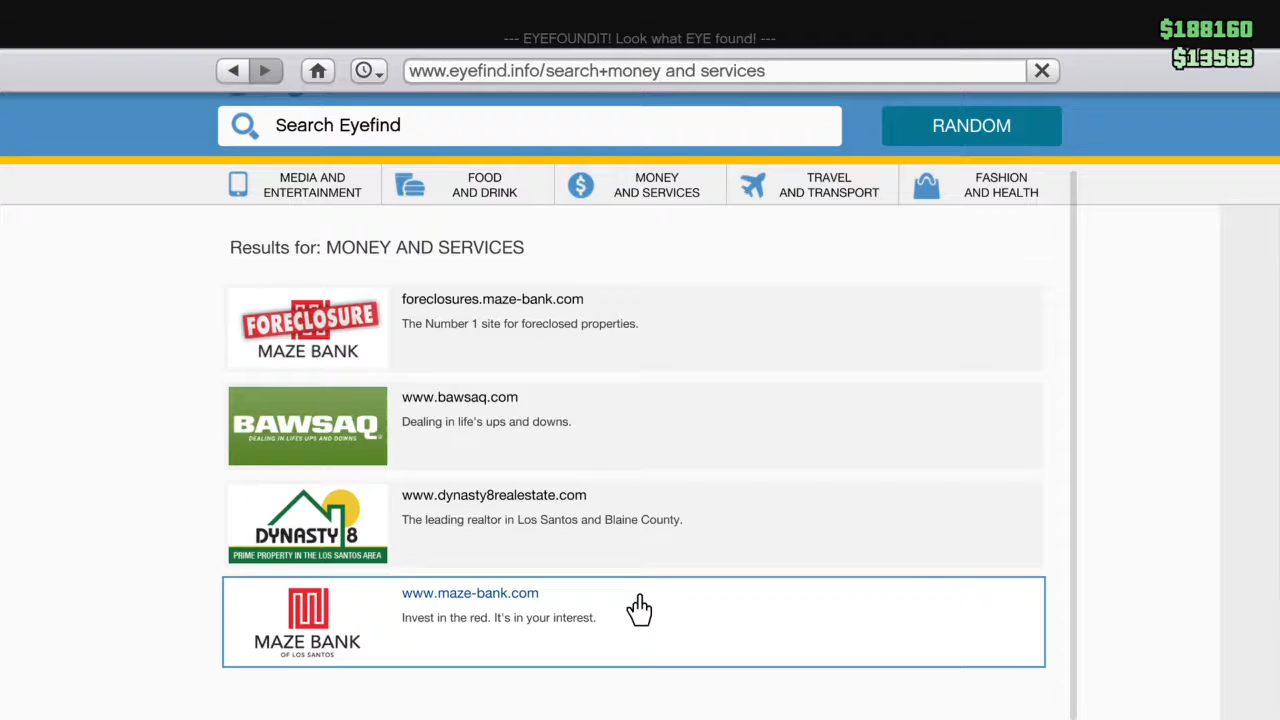 --- EYEFOUNDIT! Look what EYE found! ---
$188160
$13583
www.eyefind.info/search+money and services
Search Eyefind
RANDOM
MEDIA AND
ENTERTAINMENT
FOOD
AND DRINK
MONEY
AND SERVICES
TRAVEL
AND TRANSPORT
FASHION
AND HEALTH
Results for: MONEY AND SERVICES
FORECLOSURE
MAZE BANK
foreclosures.maze-bank.com
The Number 1 site for foreclosed properties.
BAWSAQ
DEALING IN LIFES UPS AND DOWNS
www.bawsaq.com
Dealing in life's ups and downs.
DYNASTY 8
PRIME PROPERTY IN THE LOS SANTOS AREA
www.dynasty8realestate.com
The leading realtor in Los Santos and Blaine County.
MAZE BANK
OF LOS SANTOS
www.maze-bank.com
Invest in the red. It's in your interest.